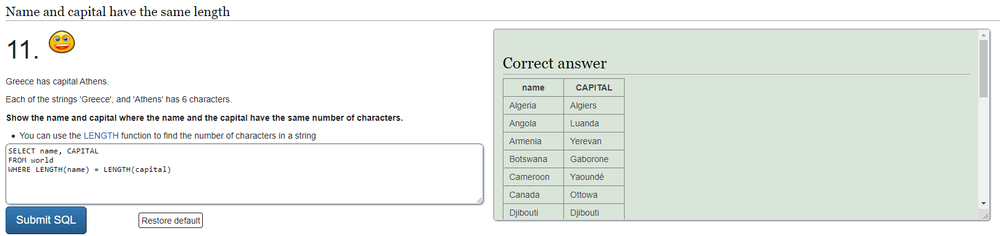 Name and capital have the same length
11.
Greece has capital Athens.
Each of the strings 'Greece', and 'Athens' has 6 characters.
Show the name and capital where the name and the capital have the same number of characters.
• You can use the LENGTH function to find the number of characters in a string
SELECT name, CAPITAL
FROM world
WHERE LENGTH(name) = LENGTH(capital)
Submit SQL
Restore default
Correct answer
name CAPITAL
Algeria Algiers
Angola Luanda
Armenia Yerevan
Botswana Gaborone
Cameroon Yaoundé
Canada Ottowa
Djibouti Djibouti